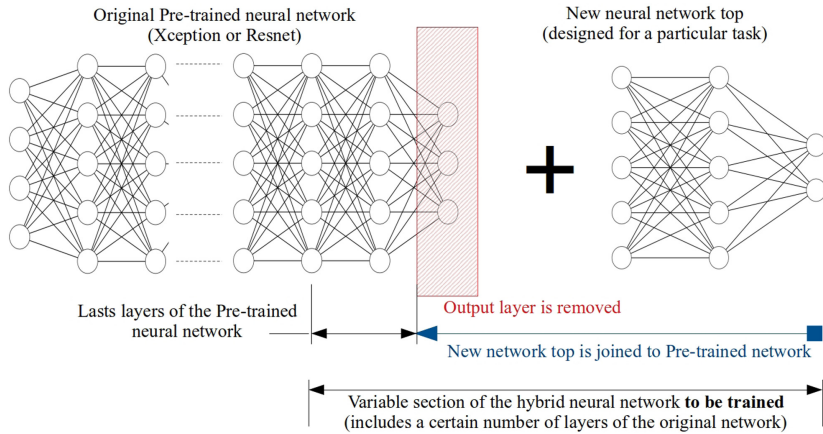 Original Pre-trained neural network
(Xception or Resnet)
New neural network top
(designed for a particular task)
Lasts layers of the Pre-trained
neural network
Output layer is removed
New network top is joined to Pre-trained network
Variable section of the hybrid neural network to be trained
(includes a certain number of layers of the original network)